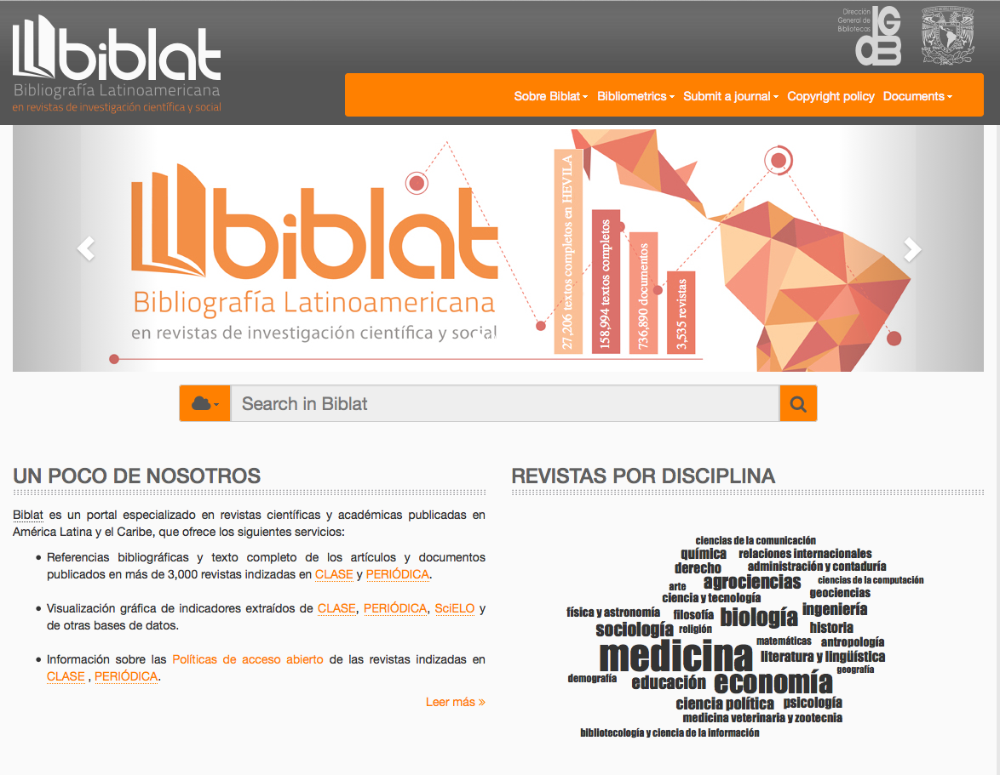 biblat
Bibliografía Latinoamericana
en revistas de investigación científica y social
Dirección
General de
Bibliotecas
DGB
Sobre Biblat
Bibliometrics
Submit a journal
Copyright policy
Documents
biblat
Bibliografía Latinoamericana
en revistas de investigación científica y social
27,206 textos completos en HEVILA
158,994 textos completos
736,890 documentos
3,535 revistas
Search in Biblat
UN POCO DE NOSOTROS
Biblat es un portal especializado en revistas científicas y académicas publicadas en
América Latina y el Caribe, que ofrece los siguientes servicios:
• Referencias bibliográficas y texto completo de los artículos y documentos
publicados en más de 3,000 revistas indizadas en CLASE y PERIÓDICA.
• Visualización gráfica de indicadores extraídos de CLASE, PERIÓDICA, SciELO y
de otras bases de datos.
• Información sobre las Políticas de acceso abierto de las revistas indizadas en
CLASE , PERIÓDICA.
Leer más »
REVISTAS POR DISCIPLINA
ciencias de la comunicación
química relaciones internacionales
derecho administración y contaduría
arte agrociencias ciencias de la computación
ciencia y tecnología geociencias
física y astronomía filosofía biología ingeniería
sociología religión historia
matemáticas antropología
medicina literatura y lingüística
geografía
demografía educación economía
ciencia política psicología
medicina veterinaria y zootecnia
bibliotecología y ciencia de la información